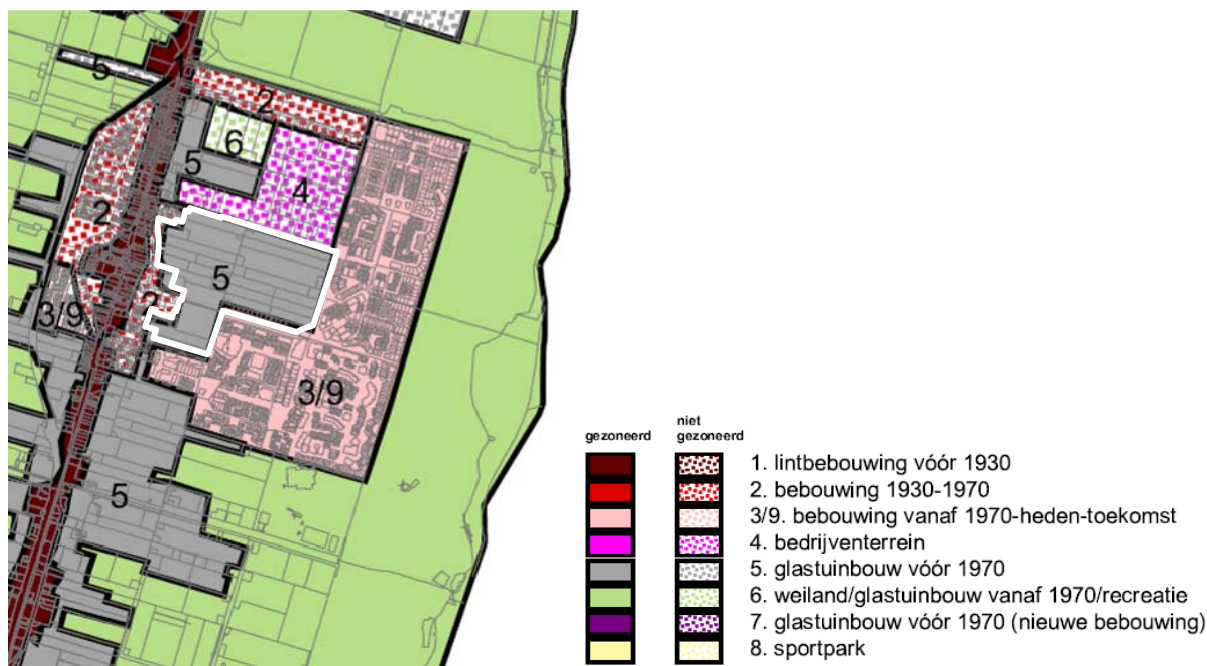 5
2
6
5
4
2
5
2
3/9
3/9
5
niet
gezoneerd gezoneerd
1. lintbebouwing vóór 1930
2. bebouwing 1930-1970
3/9. bebouwing vanaf 1970-heden-toekomst
4. bedrijventerrein
5. glastuinbouw vóór 1970
6. weiland/glastuinbouw vanaf 1970/recreatie
7. glastuinbouw vóór 1970 (nieuwe bebouwing)
8. sportpark